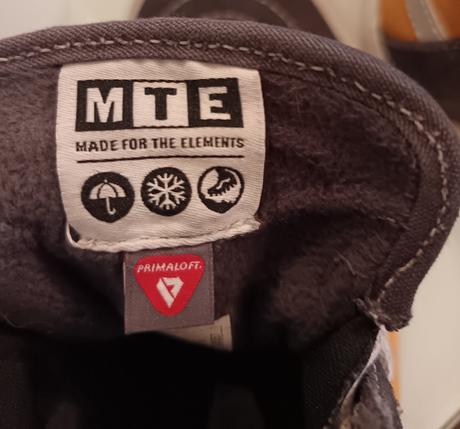 MTE
MADE FOR THE ELEMENTS
PRIMALOFT.